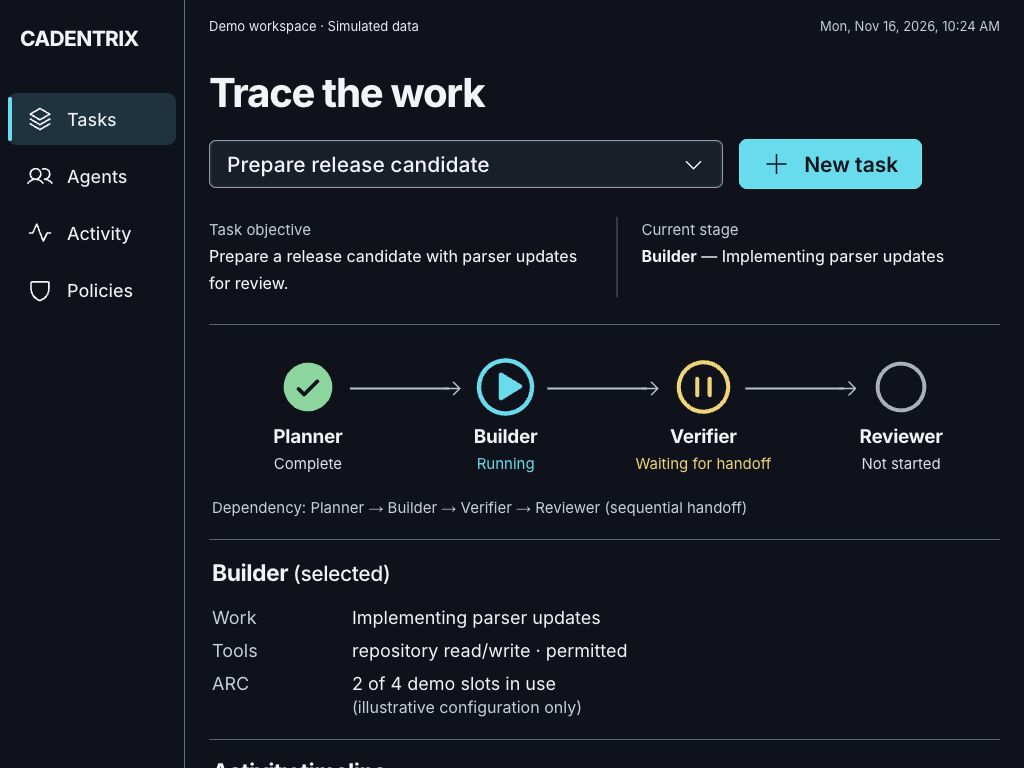 CADENTRIX
Tasks
Agents
Activity
Policies
Demo workspace · Simulated data
Mon, Nov 16, 2026, 10:24 AM
Trace the work
Prepare release candidate
New task
Task objective
Prepare a release candidate with parser updates
for review.
Current stage
Builder — Implementing parser updates
Planner
Complete
Builder
Running
Verifier
Waiting for handoff
Reviewer
Not started
Dependency: Planner → Builder → Verifier → Reviewer (sequential handoff)
Builder (selected)
Work Implementing parser updates
Tools repository read/write · permitted
ARC 2 of 4 demo slots in use
(illustrative configuration only)
Activity timeline